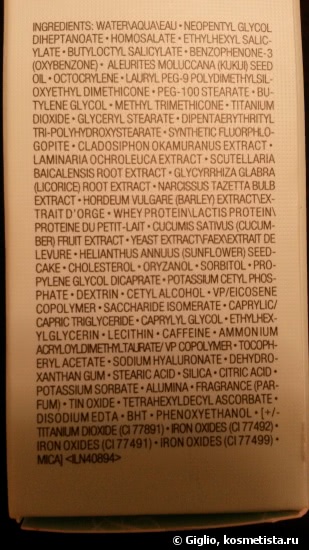 INGREDIENTS: WATER\AQUA\EAU • NEOPENTYL GLYCOL
DIHEPTANOATE • HOMOSALATE • ETHYLHEXYL SALIC-
YLATE • BUTYLOCTYL SALICYLATE • BENZOPHENONE-3
(OXYBENZONE) • ALEURITES MOLUCCANA (KUKUI) SEED
OIL • OCTOCRYLENE • LAURYL PEG-9 POLYDIMETHYLSIL-
OXYETHYL DIMETHICONE • PEG-100 STEARATE • BU-
TYLENE GLYCOL • METHYL TRIMETHICONE • TITANIUM
DIOXIDE • GLYCERYL STEARATE • DIPENTAERYTHRITYL
TRI-POLYHYDROXYSTEARATE • SYNTHETIC FLUORPHLO-
GOPITE • CLADOSIPHON OKAMURANUS EXTRACT •
LAMINARIA OCHROLEUCA EXTRACT • SCUTELLARIA
BAICALENSIS ROOT EXTRACT • GLYCYRRHIZA GLABRA
(LICORICE) ROOT EXTRACT • NARCISSUS TAZETTA BULB
EXTRACT • HORDEUM VULGARE (BARLEY) EXTRACT\EX-
TRAIT D'ORGE • WHEY PROTEIN\LACTIS PROTEIN\
PROTEINE DU PETIT-LAIT • CUCUMIS SATIVUS (CUCUM-
BER) FRUIT EXTRACT • YEAST EXTRACT\FAEX\EXTRAIT DE
LEVURE • HELIANTHUS ANNUUS (SUNFLOWER) SEED-
CAKE • CHOLESTEROL • ORYZANOL • SORBITOL • PRO-
PYLENE GLYCOL DICAPRATE • POTASSIUM CETYL PHOS-
PHATE • DEXTRIN • CETYL ALCOHOL • VP/EICOSENE
COPOLYMER • SACCHARIDE ISOMERATE • CAPRYLIC/
CAPRIC TRIGLYCERIDE • CAPRYLYL GLYCOL • ETHYLHEX-
YLGLYCERIN • LECITHIN • CAFFEINE • AMMONIUM
ACRYLOYLDIMETHYLTAURATE/ VP COPOLYMER • TOCOPH-
ERYL ACETATE • SODIUM HYALURONATE • DEHYDRO-
XANTHAN GUM • STEARIC ACID • SILICA • CITRIC ACID •
POTASSIUM SORBATE • ALUMINA • FRAGRANCE (PAR-
FUM) • TIN OXIDE • TETRAHEXYLDECYL ASCORBATE •
DISODIUM EDTA • BHT • PHENOXYETHANOL • [+/-
TITANIUM DIOXIDE (CI 77891) • IRON OXIDES (CI 77492) •
IRON OXIDES (CI 77491) • IRON OXIDES (CI 77499) •
MICA] <ILN40894>
© Giglio, kosmetista.ru